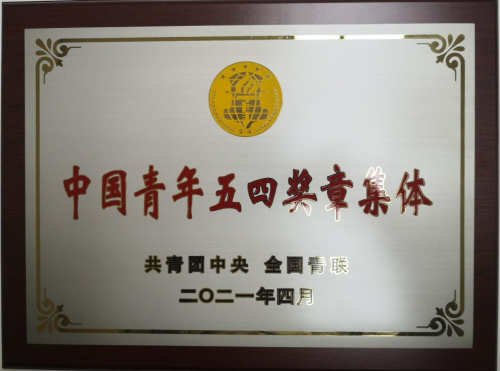 中国青年五四奖章集体
共青团中央 全国青联
二〇二一年四月